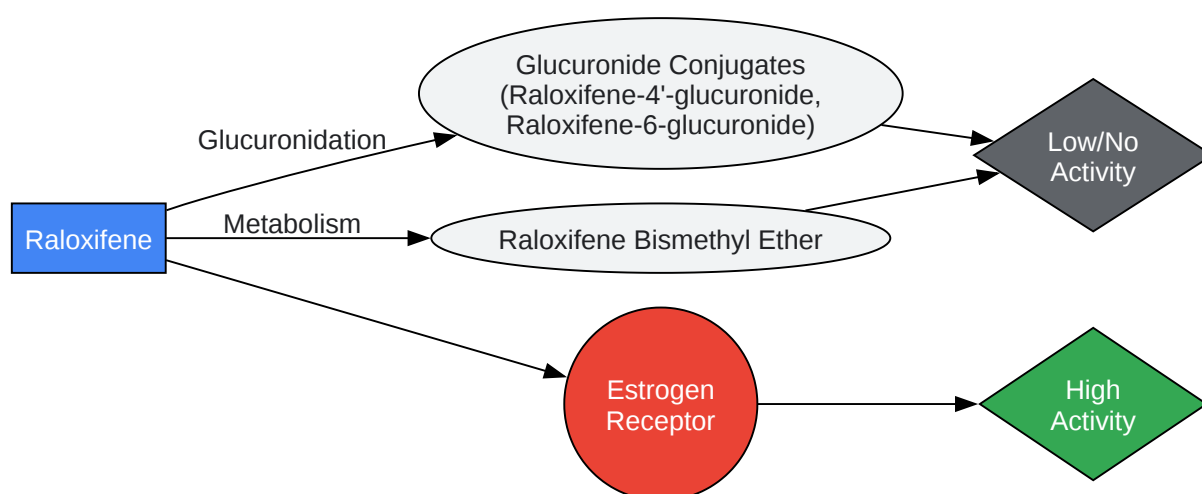 Glucuronide Conjugates
(Raloxifene-4'-glucuronide,
Raloxifene-6-glucuronide)
Glucuronidation
Low/No
Activity
Metabolism
Raloxifene
Raloxifene Bismethyl Ether
Estrogen
Receptor
High
Activity